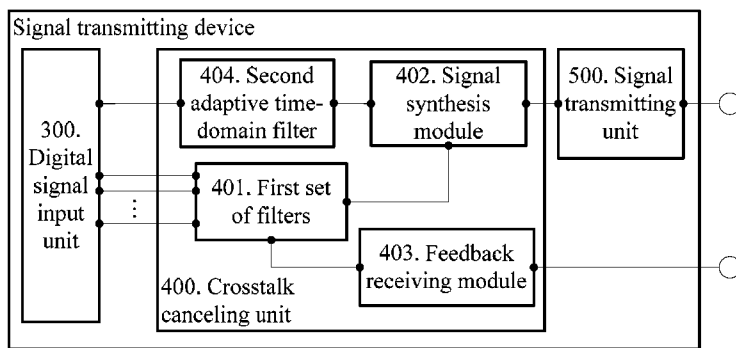 Signal transmitting device
300.
Digital
signal
input
unit
404. Second
adaptive time-
domain filter
402. Signal
synthesis
module
500. Signal
transmitting
unit
401. First set
of filters
403. Feedback
receiving module
400. Crosstalk
canceling unit